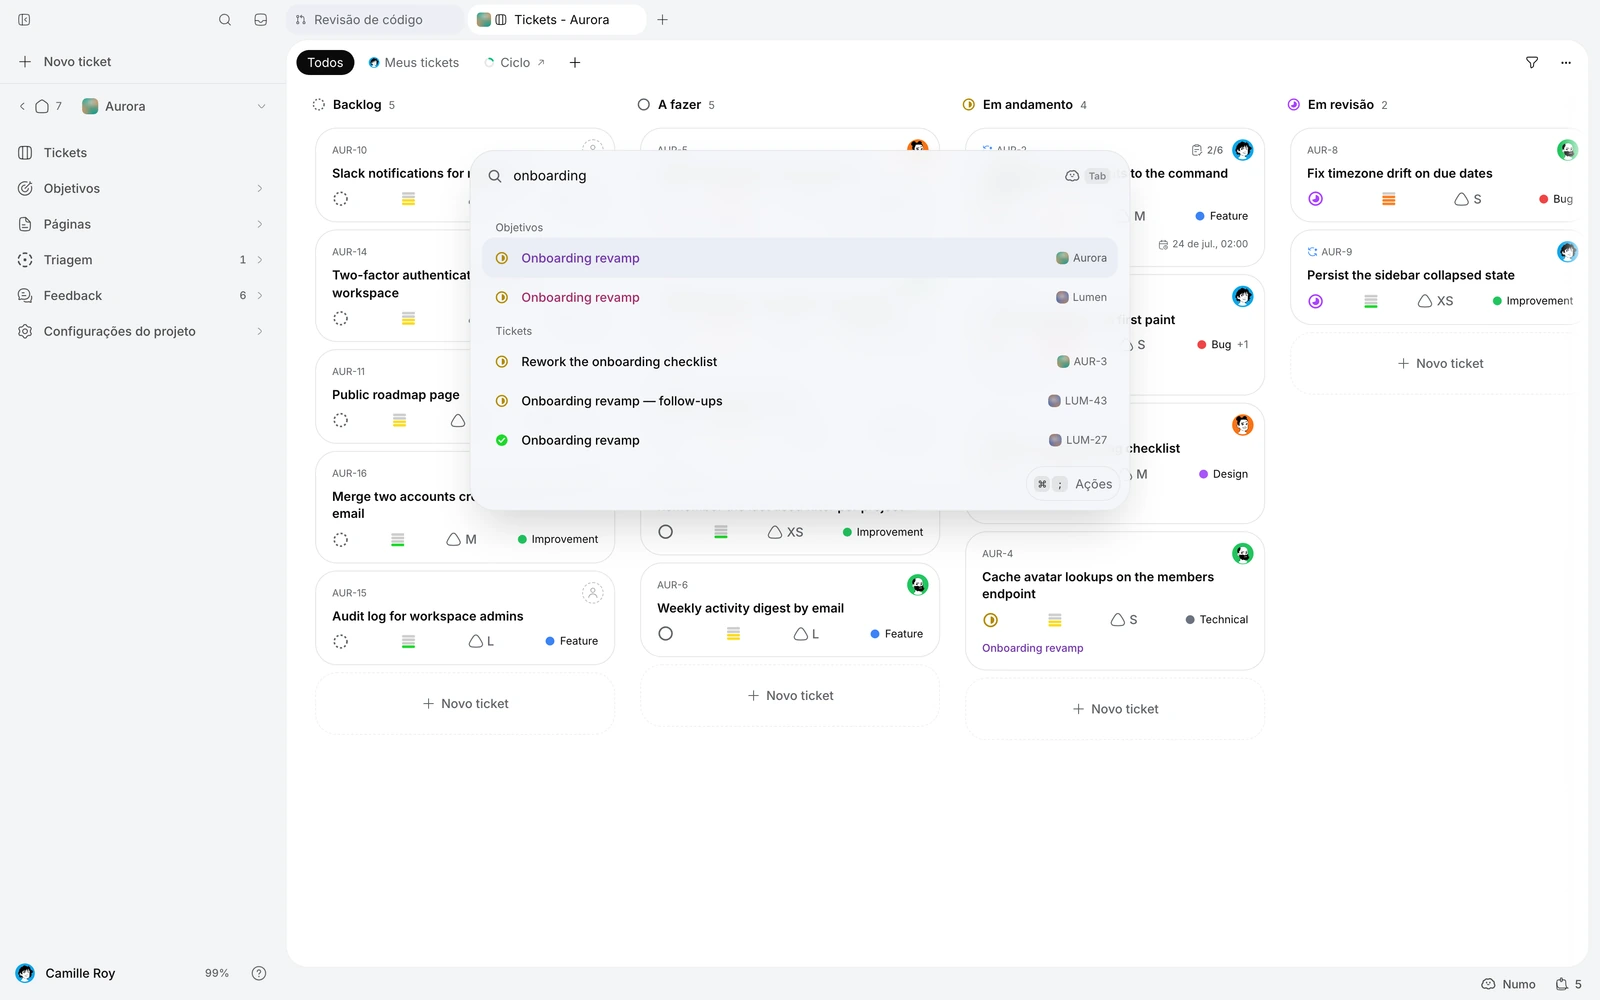 Revisão de código
Tickets - Aurora
Novo ticket
7 Aurora
Tickets
Objetivos
Páginas
Triagem 1
Feedback 6
Configurações do projeto
Camille Roy 99%
Todos
Meus tickets
Ciclo
Backlog 5
AUR-10
Slack notifications for
AUR-14
Two-factor authenticat
workspace
AUR-11
Public roadmap page
AUR-16
Merge two accounts cr
email
M Improvement
AUR-15
Audit log for workspace admins
L Feature
Novo ticket
A fazer 5
AUR-5
XS Improvement
AUR-6
Weekly activity digest by email
L Feature
Novo ticket
Em andamento 4
AUR-2 2/6
to the command
M Feature
24 de jul., 02:00
first paint
S Bug +1
checklist
M Design
AUR-4
Cache avatar lookups on the members
endpoint
S Technical
Onboarding revamp
Novo ticket
Em revisão 2
AUR-8
Fix timezone drift on due dates
S Bug
AUR-9
Persist the sidebar collapsed state
XS Improvement
Novo ticket
onboarding Tab
Objetivos
Onboarding revamp Aurora
Onboarding revamp Lumen
Tickets
Rework the onboarding checklist AUR-3
Onboarding revamp — follow-ups LUM-43
Onboarding revamp LUM-27
⌘ ; Ações
Numo 5